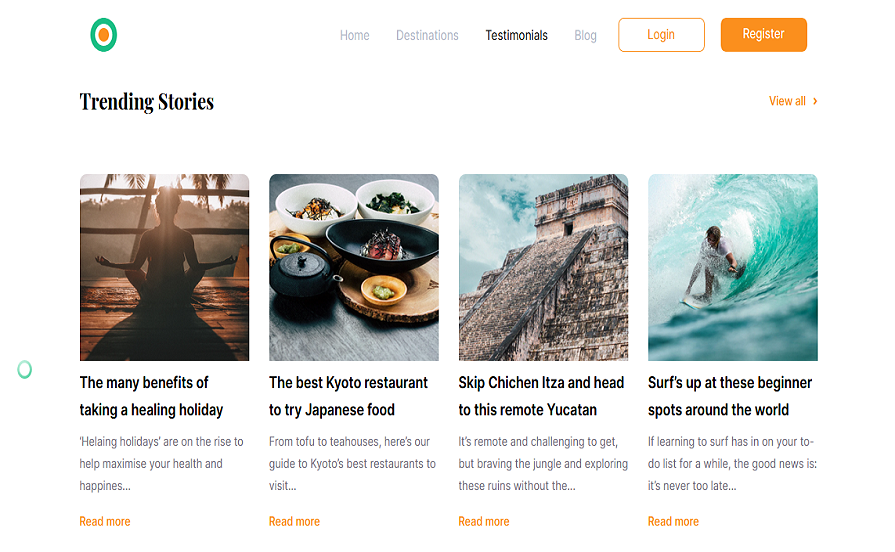 Home Destinations Testimonials Blog Login Register
Trending Stories
View all
The many benefits of
taking a healing holiday
'Helaing holidays' are on the rise to
help maximise your health and
happines...
Read more
The best Kyoto restaurant
to try Japanese food
From tofu to teahouses, here's our
guide to Kyoto's best restaurants to
visit...
Read more
Skip Chichen Itza and head
to this remote Yucatan
It's remote and challenging to get,
but braving the jungle and exploring
these ruins without the...
Read more
Surf's up at these beginner
spots around the world
If learning to surf has in on your to-
do list for a while, the good news is:
it's never too late...
Read more